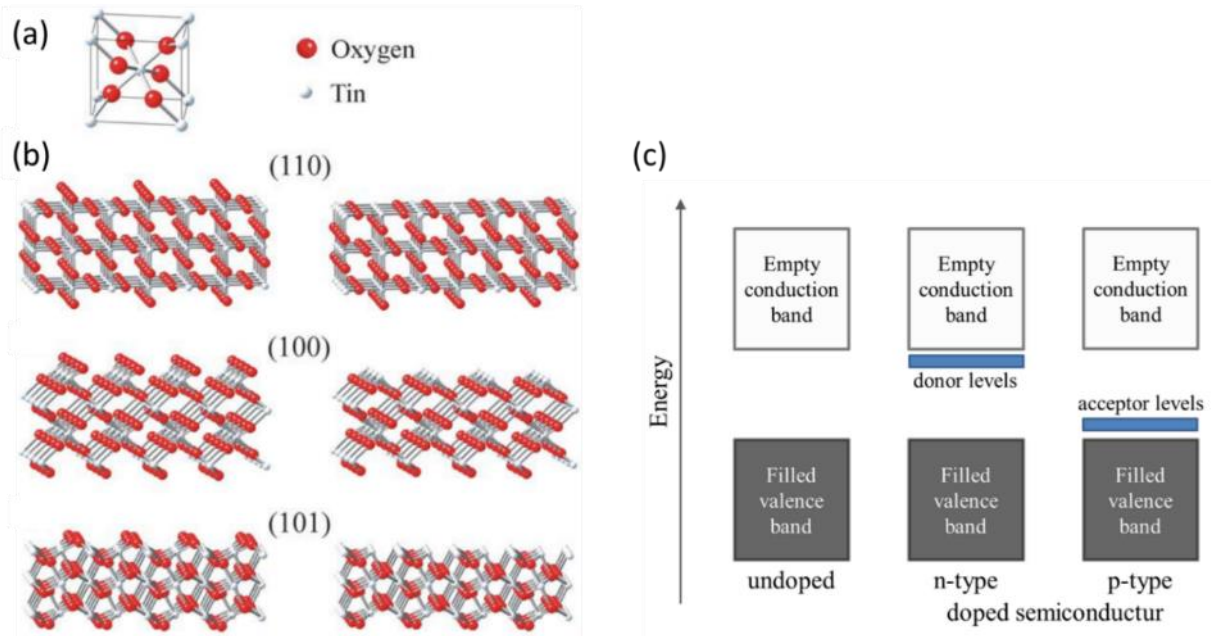 (a)
Oxygen
Tin
(b)
(110)
(100)
(101)
(c)
Energy
Empty
conduction
band
Empty
conduction
band
Empty
conduction
band
donor levels
acceptor levels
Filled
valence
band
Filled
valence
band
Filled
valence
band
undoped
n-type
p-type
doped semiconductur